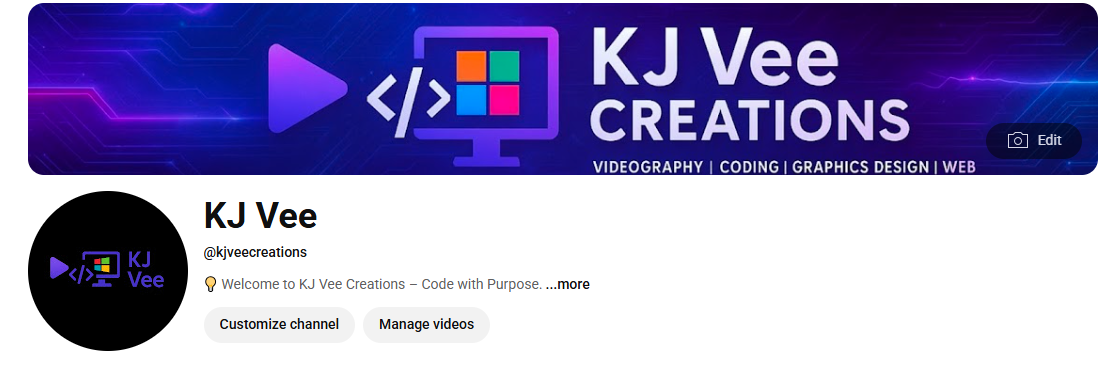 KJ Vee
CREATIONS
Edit
VIDEOGRAPHY | CODING | GRAPHICS DESIGN | WEB
</>
KJ Vee
@kjveecreations
</>
KJ
Vee
💡 Welcome to KJ Vee Creations – Code with Purpose. ...more
Customize channel
Manage videos